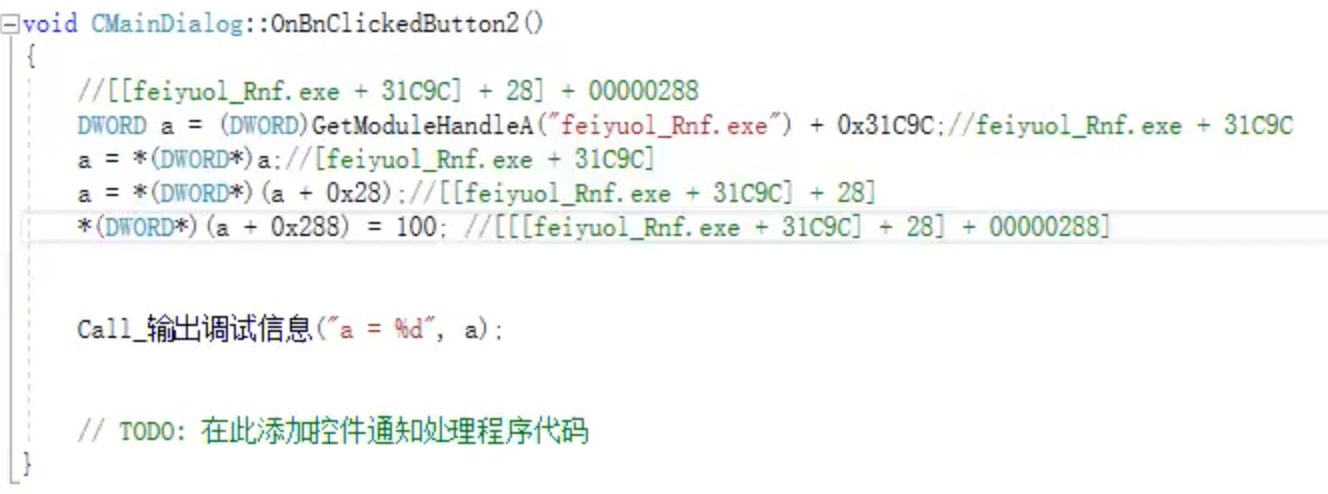 void CMainDialog::OnBnClickedButton2()
{
//[[feiyuol_Rnf.exe + 31C9C] + 28] + 00000288
DWORD a = (DWORD)GetModuleHandleA("feiyuol_Rnf.exe") + 0x31C9C;//feiyuol_Rnf.exe + 31C9C
a = *(DWORD*)a;//[feiyuol_Rnf.exe + 31C9C]
a = *(DWORD*)(a + 0x28);//[[feiyuol_Rnf.exe + 31C9C] + 28]
*(DWORD*)(a + 0x288) = 100; //[[[feiyuol_Rnf.exe + 31C9C] + 28] + 00000288]
Call_输出调试信息("a = %d", a);
// TODO: 在此添加控件通知处理程序代码
}